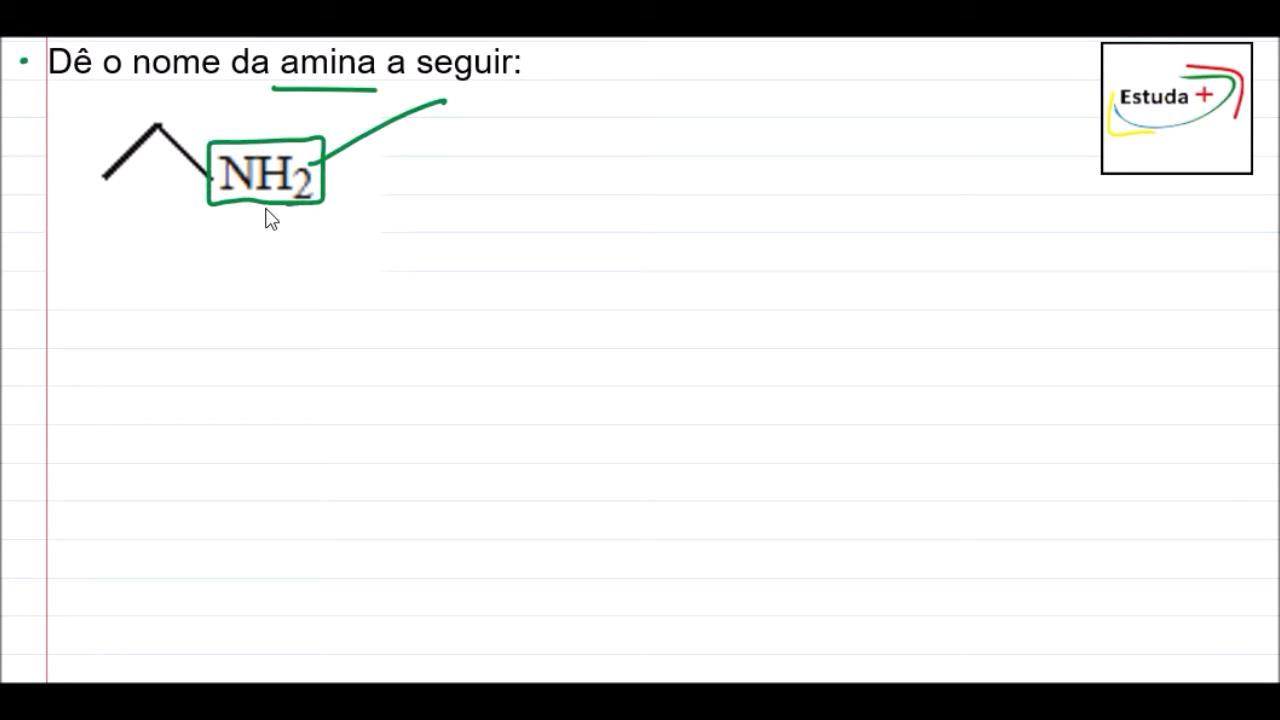 • Dê o nome da amina a seguir:
Estuda +
NH2